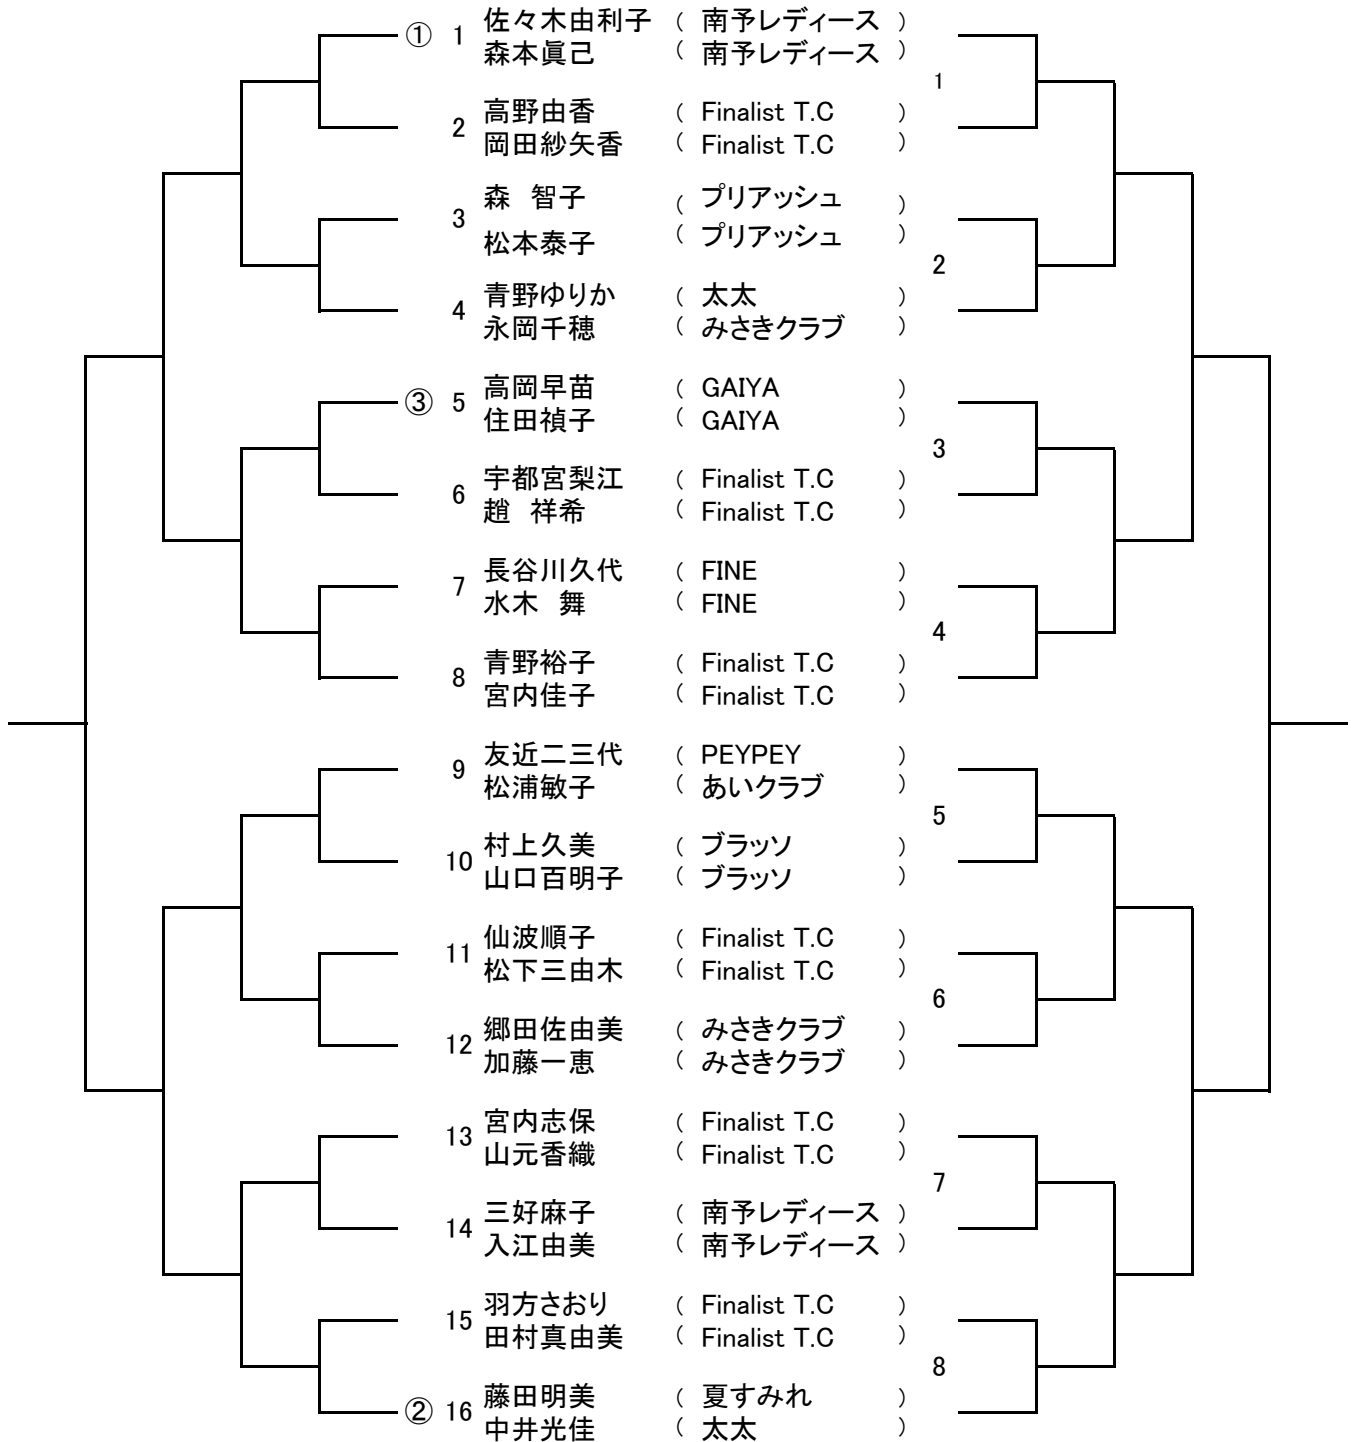 ① 1 佐々木由利子 ( 南予レディース )
森本眞己 ( 南予レディース )
1
2 高野由香 ( Finalist T.C )
岡田紗矢香 ( Finalist T.C )
3 森　智子 ( プリアッシュ )
松本泰子 ( プリアッシュ )
2
4 青野ゆりか ( 太太 )
永岡千穂 ( みさきクラブ )
③ 5 高岡早苗 ( GAIYA )
住田禎子 ( GAIYA )
3
6 宇都宮梨江 ( Finalist T.C )
趙　祥希 ( Finalist T.C )
7 長谷川久代 ( FINE )
水木　舞 ( FINE )
4
8 青野裕子 ( Finalist T.C )
宮内佳子 ( Finalist T.C )
9 友近二三代 ( PEYPEY )
松浦敏子 ( あいクラブ )
5
10 村上久美 ( ブラッソ )
山口百明子 ( ブラッソ )
11 仙波順子 ( Finalist T.C )
松下三由木 ( Finalist T.C )
6
12 郷田佐由美 ( みさきクラブ )
加藤一恵 ( みさきクラブ )
13 宮内志保 ( Finalist T.C )
山元香織 ( Finalist T.C )
7
14 三好麻子 ( 南予レディース )
入江由美 ( 南予レディース )
15 羽方さおり ( Finalist T.C )
田村真由美 ( Finalist T.C )
8
② 16 藤田明美 ( 夏すみれ )
中井光佳 ( 太太 )